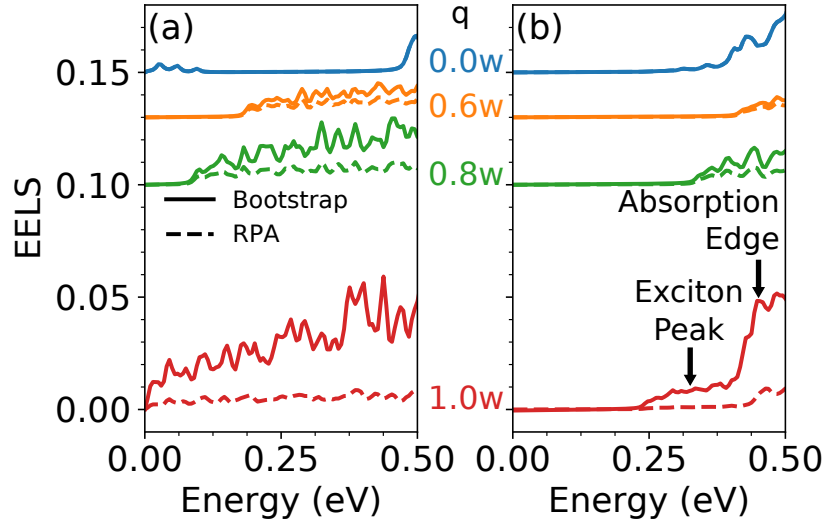 (a)
q
(b)
0.15
0.10
0.05
0.00
EELS
0.0w
0.6w
0.8w
1.0w
Bootstrap
RPA
Absorption
Edge
Exciton
Peak
0.00
0.25
0.50
0.00
0.25
0.50
Energy (eV)
Energy (eV)